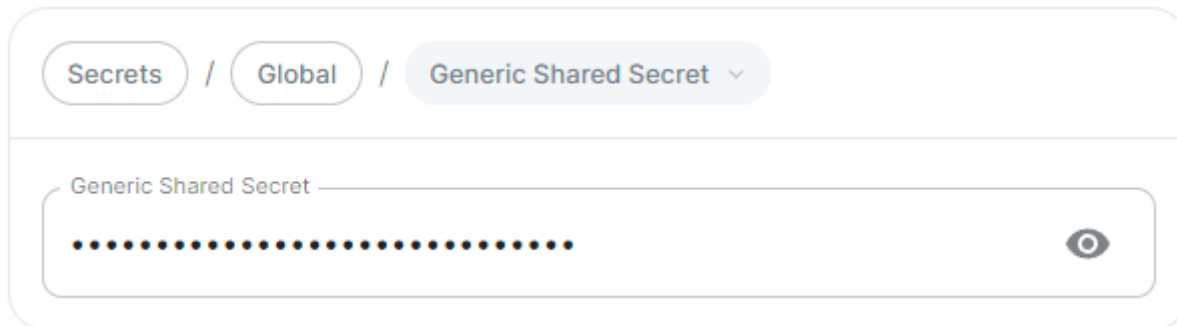 Secrets / Global / Generic Shared Secret
Generic Shared Secret
••••••••••••••••••••••••••••••